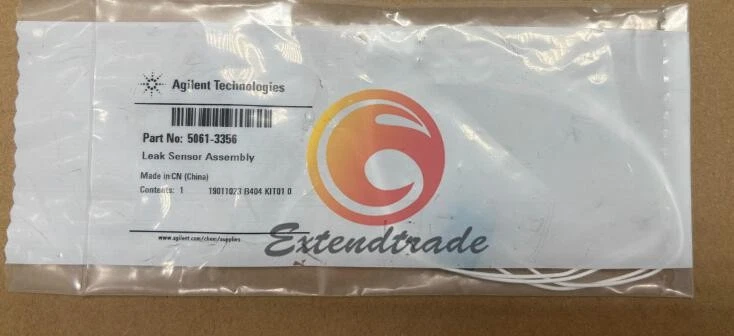 Agilent Technologies
Part No: 5061-3356
Leak Sensor Assembly
Made in CN (China)
Contents: 1 19011023 B404 KIT01 0
www.agilent.com/chem/supplies
Extendtrade